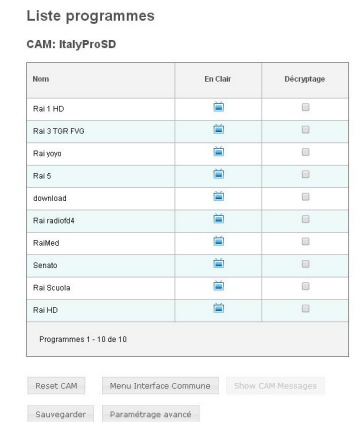 Liste programmes
CAM: ItalyProSD
Nom En Clair Décryptage
Rai 1 HD
Rai 3 TGR FVG
Rai yoyo
Rai 5
download
Rai radiofd4
RaiMed
Senato
Rai Scuola
Rai HD
Programmes 1 - 10 de 10
Reset CAM Menu Interface Commune Show CAM Messages
Sauvegarder Paramétrage avancé